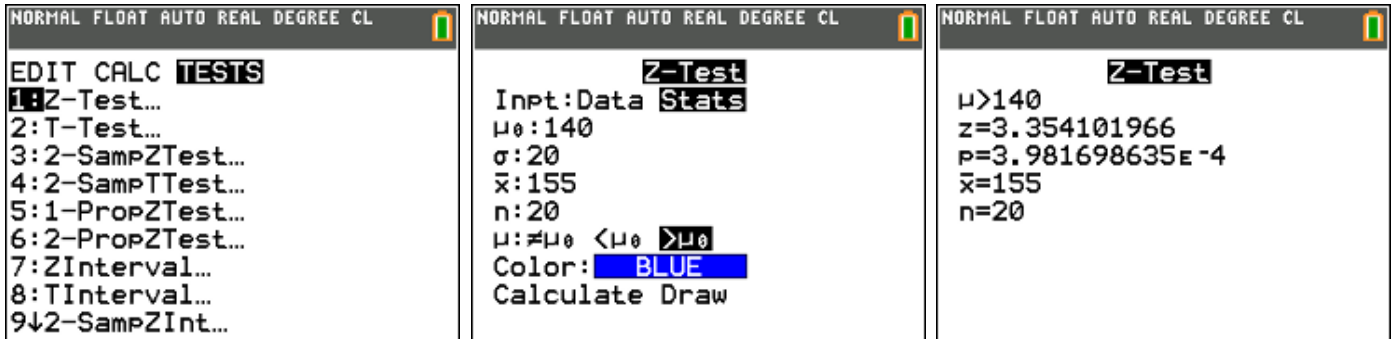 NORMAL FLOAT AUTO REAL DEGREE CL
EDIT CALC TESTS
1:Z-Test…
2:T-Test…
3:2-SampZTest…
4:2-SampTTest…
5:1-PropZTest…
6:2-PropZTest…
7:ZInterval…
8:TInterval…
9↓2-SampZInt…
NORMAL FLOAT AUTO REAL DEGREE CL
Z-Test
Inpt:Data Stats
μ₀:140
σ:20
x̄:155
n:20
μ:≠μ₀ <μ₀ >μ₀
Color: BLUE
Calculate Draw
NORMAL FLOAT AUTO REAL DEGREE CL
Z-Test
μ>140
z=3.354101966
p=3.981698635ᴇ⁻4
x̄=155
n=20